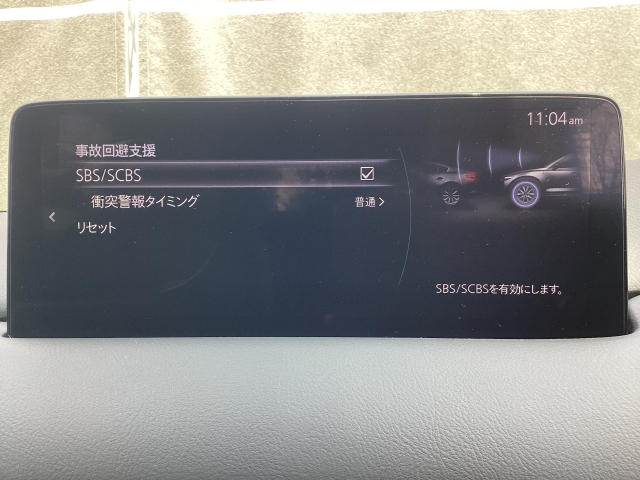 11:04am
事故回避支援
SBS/SCBS
衝突警報タイミング 普通
リセット
SBS/SCBSを有効にします。